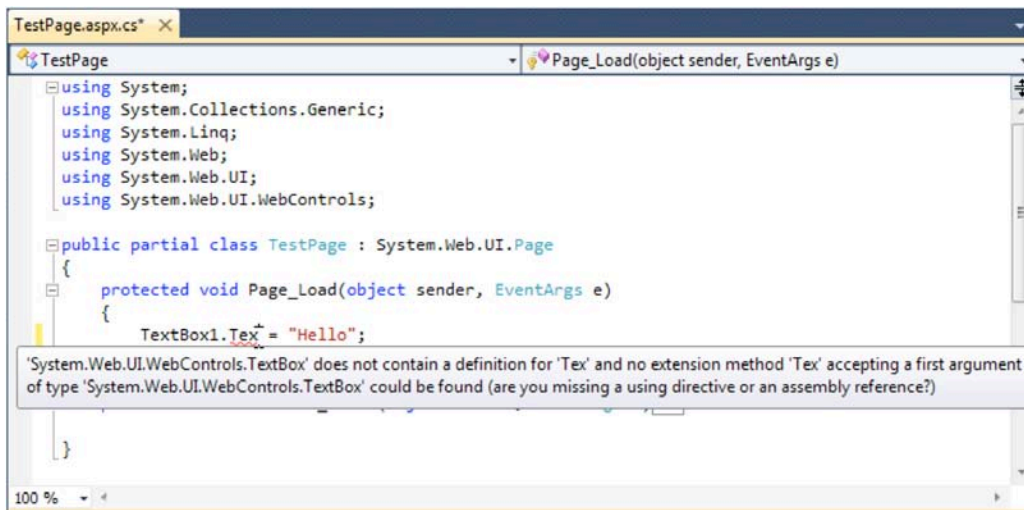 TestPage.aspx.cs*
TestPage Page_Load(object sender, EventArgs e)
using System;
using System.Collections.Generic;
using System.Linq;
using System.Web;
using System.Web.UI;
using System.Web.UI.WebControls;
public partial class TestPage : System.Web.UI.Page
{
protected void Page_Load(object sender, EventArgs e)
{
TextBox1.Tex = "Hello";
'System.Web.UI.WebControls.TextBox' does not contain a definition for 'Tex' and no extension method 'Tex' accepting a first argument
of type 'System.Web.UI.WebControls.TextBox' could be found (are you missing a using directive or an assembly reference?)
}
100 %